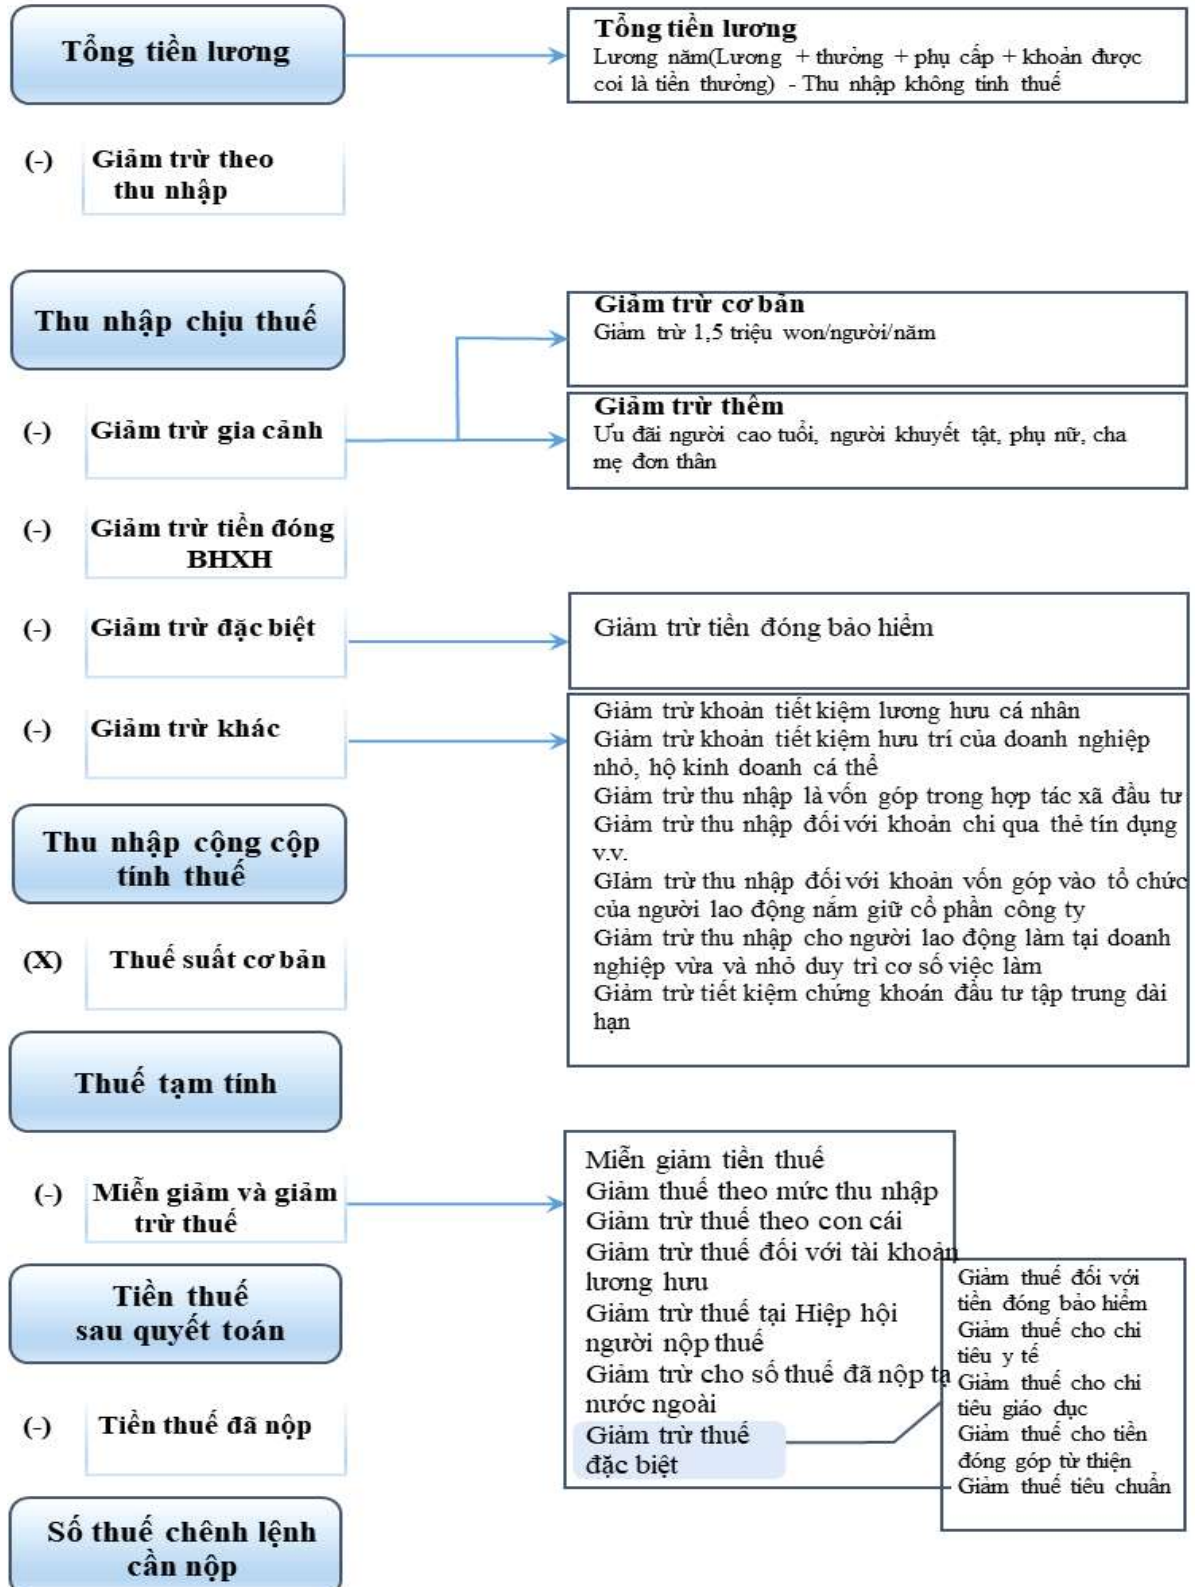 Tổng tiền lương
Tổng tiền lương
Lương năm(Lương + thưởng + phụ cấp + khoản được
coi là tiền thưởng) - Thu nhập không tính thuế
(-) Giảm trừ theo
thu nhập
Thu nhập chịu thuế
Giảm trừ cơ bản
Giảm trừ 1,5 triệu won/người/năm
(-) Giảm trừ gia cảnh
Giảm trừ thêm
Ưu đãi người cao tuổi, người khuyết tật, phụ nữ, cha
mẹ đơn thân
(-) Giảm trừ tiền đóng
BHXH
(-) Giảm trừ đặc biệt
Giảm trừ tiền đóng bảo hiểm
(-) Giảm trừ khác
Giảm trừ khoản tiết kiệm lương hưu cá nhân
Giảm trừ khoản tiết kiệm hưu trí của doanh nghiệp
nhỏ, hộ kinh doanh cá thể
Giảm trừ thu nhập là vốn góp trong hợp tác xã đầu tư
Giảm trừ thu nhập đối với khoản chi qua thẻ tín dụng
v.v.
GIảm trừ thu nhập đối với khoản vốn góp vào tổ chức
của người lao động nắm giữ cổ phần công ty
Giảm trừ thu nhập cho người lao động làm tại doanh
nghiệp vừa và nhỏ duy trì cơ số việc làm
Giảm trừ tiết kiệm chứng khoán đầu tư tập trung dài
hạn
Thu nhập cộng cộp
tính thuế
(X) Thuế suất cơ bản
Thuế tạm tính
(-) Miễn giảm và giảm
trừ thuế
Miễn giảm tiền thuế
Giảm thuế theo mức thu nhập
Giảm trừ thuế theo con cái
Giảm trừ thuế đối với tài khoản
lương hưu
Giảm trừ thuế tại Hiệp hội
người nộp thuế
Giảm trừ cho số thuế đã nộp tạ
nước ngoài
Giảm trừ thuế
đặc biệt
Giảm thuế đối với
tiền đóng bảo hiểm
Giảm thuế cho chi
tiêu y tế
Giảm thuế cho chi
tiêu giáo dục
Giảm thuế cho tiền
đóng góp từ thiện
Giảm thuế tiêu chuẩn
Tiền thuế
sau quyết toán
(-) Tiền thuế đã nộp
Số thuế chênh lệnh
cần nộp